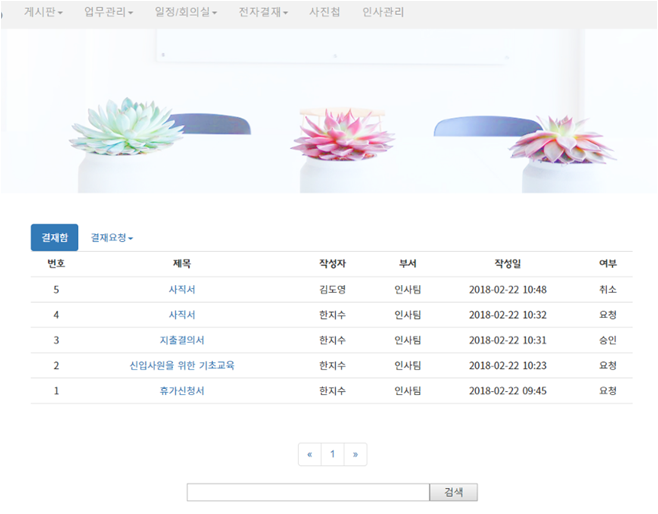 게시판 업무관리 일정/회의실 전자결재 사진첩 인사관리
결재함 결재요청
번호 제목 작성자 부서 작성일 여부
5 사직서 김도영 인사팀 2018-02-22 10:48 취소
4 사직서 한지수 인사팀 2018-02-22 10:32 요청
3 지출결의서 한지수 인사팀 2018-02-22 10:31 승인
2 신입사원을 위한 기초교육 한지수 인사팀 2018-02-22 10:23 요청
1 휴가신청서 한지수 인사팀 2018-02-22 09:45 요청
« 1 »
검색